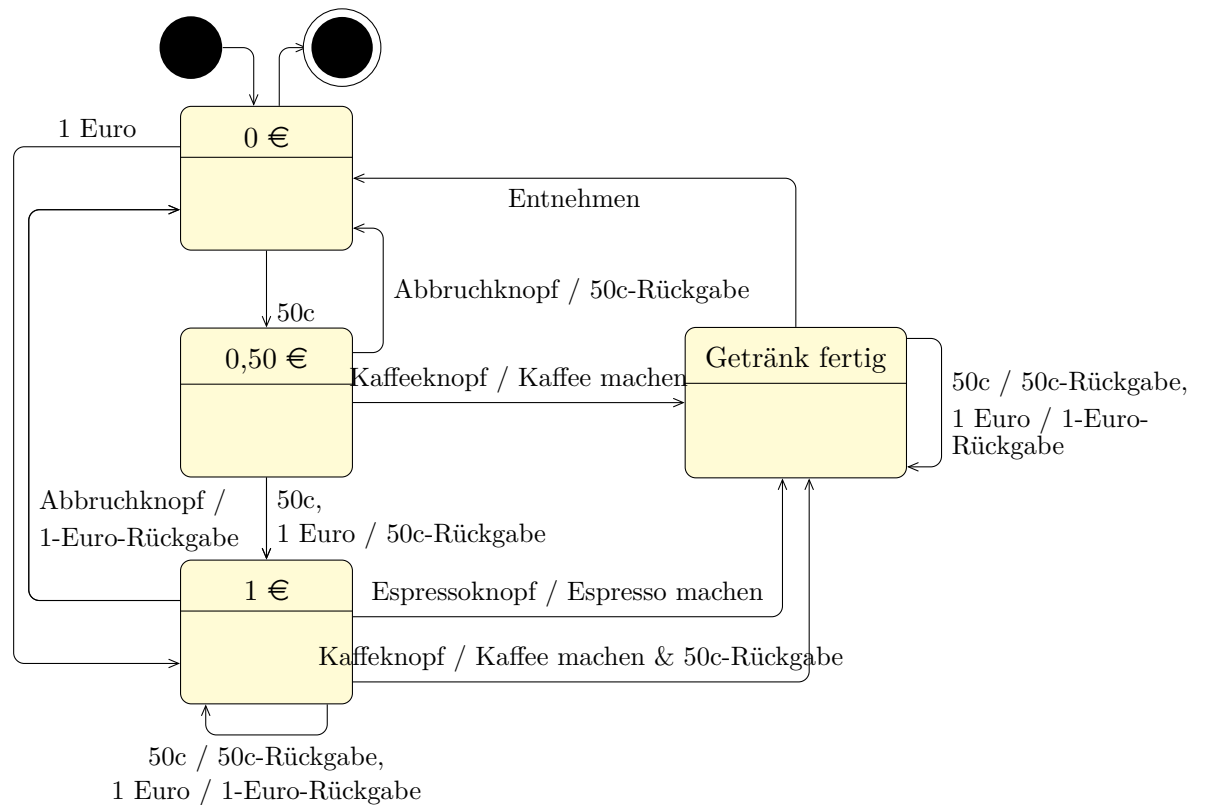 1 Euro
0 €
Entnehmen
Abbruchknopf / 50c-Rückgabe
50c
0,50 €
Kaffeeknopf / Kaffee machen
Getränk fertig
50c / 50c-Rückgabe,
1 Euro / 1-Euro-
Rückgabe
Abbruchknopf /
1-Euro-Rückgabe
50c,
1 Euro / 50c-Rückgabe
1 €
Espressoknopf / Espresso machen
Kaffeknopf / Kaffee machen & 50c-Rückgabe
50c / 50c-Rückgabe,
1 Euro / 1-Euro-Rückgabe